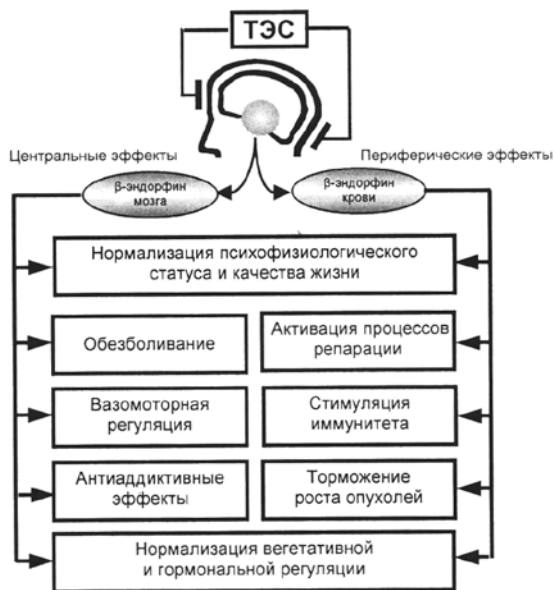 ТЭС
Центральные эффекты
Периферические эффекты
β-эндорфин
мозга
β-эндорфин
крови
Нормализация психофизиологического
статуса и качества жизни
Обезболивание
Активация процессов
репарации
Вазомоторная
регуляция
Стимуляция
иммунитета
Антиаддиктивные
эффекты
Торможение
роста опухолей
Нормализация вегетативной
и гормональной регуляции